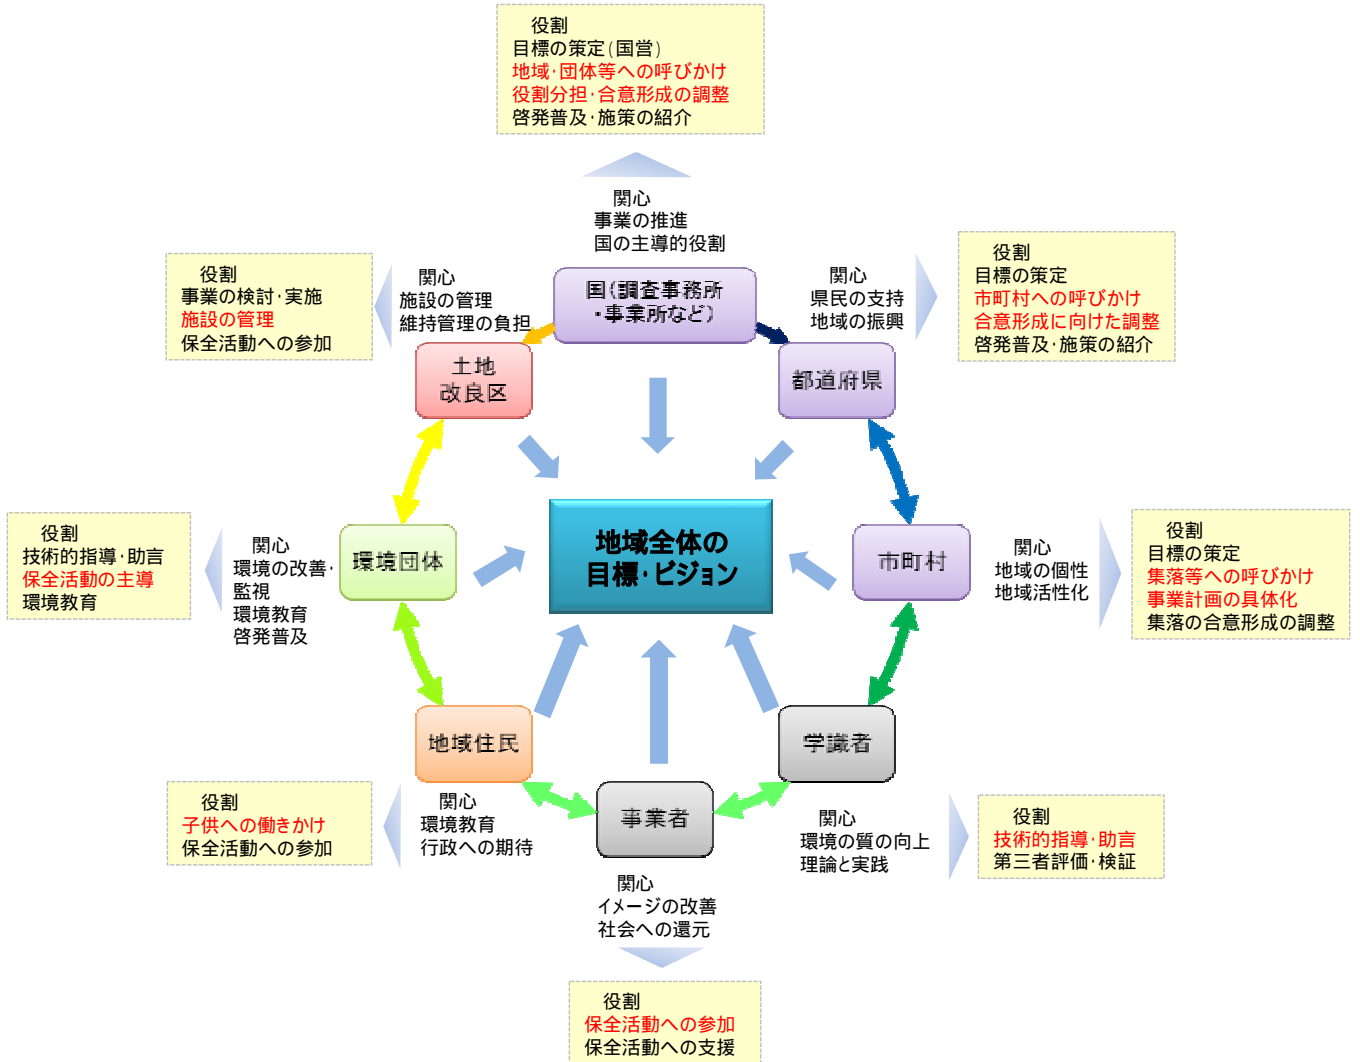 役割
目標の策定(国営)
地域・団体等への呼びかけ
役割分担・合意形成の調整
啓発普及・施策の紹介
関心
事業の推進
国の主導的役割
国(調査事務所
・事業所など)
役割
事業の検討・実施
施設の管理
保全活動への参加
関心
施設の管理
維持管理の負担
土地
改良区
関心
県民の支持
地域の振興
都道府県
役割
目標の策定
市町村への呼びかけ
合意形成に向けた調整
啓発普及・施策の紹介
役割
技術的指導・助言
保全活動の主導
環境教育
関心
環境の改善・
監視
環境教育
啓発普及
環境団体
地域全体の
目標・ビジョン
市町村
関心
地域の個性
地域活性化
役割
目標の策定
集落等への呼びかけ
事業計画の具体化
集落の合意形成の調整
地域住民
役割
子供への働きかけ
保全活動への参加
関心
環境教育
行政への期待
事業者
関心
イメージの改善
社会への還元
役割
保全活動への参加
保全活動への支援
学識者
関心
環境の質の向上
理論と実践
役割
技術的指導・助言
第三者評価・検証